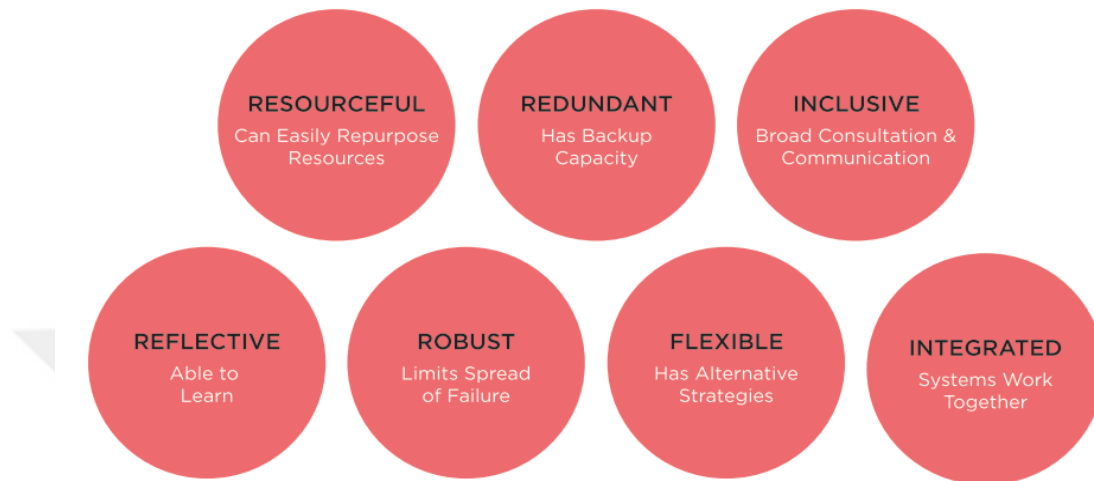 RESOURCEFUL
Can Easily Repurpose
Resources
REDUNDANT
Has Backup
Capacity
INCLUSIVE
Broad Consultation &
Communication
REFLECTIVE
Able to
Learn
ROBUST
Limits Spread
of Failure
FLEXIBLE
Has Alternative
Strategies
INTEGRATED
Systems Work
Together